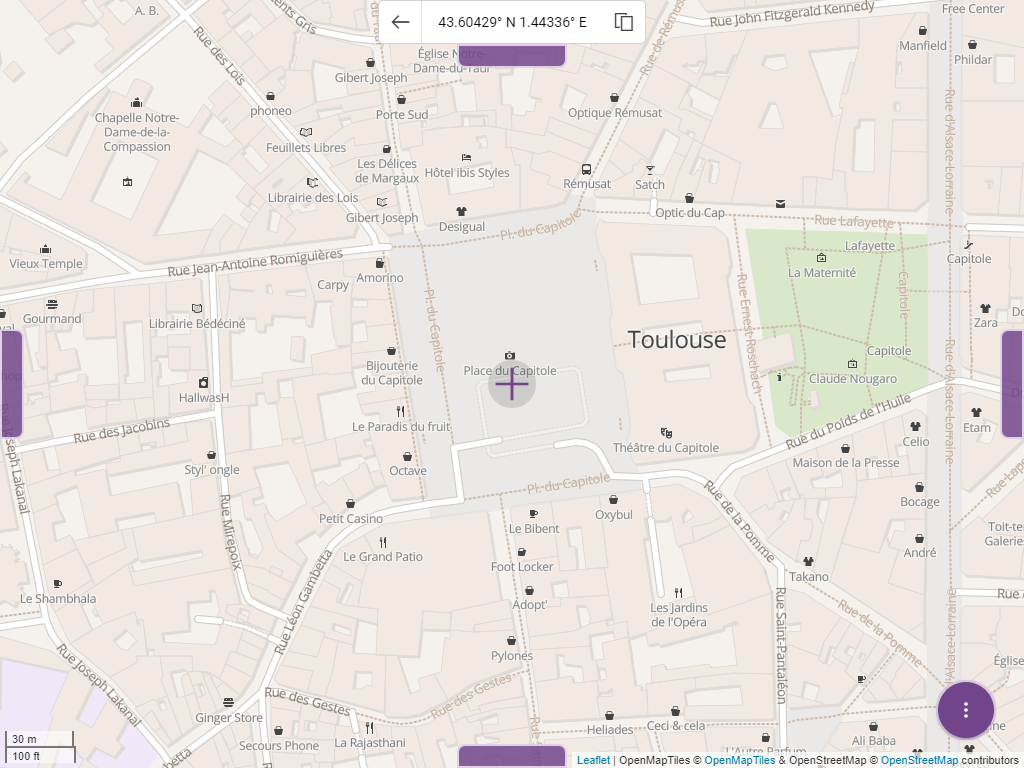 43.60429° N 1.44336° E
A. B.
Rue John Fitzgerald Kennedy
Free Center
Manfield
Phildar
Rue des Lois
Église Notre-
Dame-du-Taur
Gibert Joseph
Porte Sud
phoneo
Chapelle Notre-
Dame-de-la-
Compassion
Feuillets Libres
Optique Rémusat
Les Délices
de Margaux
Hôtel ibis Styles
Rémusat
Satch
Librairie des Lois
Gibert Joseph
Desigual
Optic du Cap
Pl. du Capitole
Rue Lafayette
Rue d'Alsace-Lorraine
Lafayette
Capitole
La Maternité
Vieux Temple
Rue Jean-Antoine Romiguières
Amorino
Carpy
Gourmand
Librairie Bédéciné
Pl. du Capitole
Rue Ernest-Roschach
Capitole
Zara
Toulouse
Bijouterie
du Capitole
Place du Capitole
Capitole
Claude Nougaro
HallwasH
Rue d'Alsace-Lorraine
Rue des Jacobins
Le Paradis du fruit
Théâtre du Capitole
Rue du Poids de l'Huile
Celio
Etam
Maison de la Presse
Styl' ongle
Octave
Pl. du Capitole
Bocage
Petit Casino
Oxybul
Le Bibent
Rue de la Pomme
Rue Mirepoix
Le Grand Patio
Foot Locker
André
Takano
Le Shambhala
Rue Léon Gambetta
Adopt'
Les Jardins
de l'Opéra
Rue Saint-Pantaléon
Rue de la Pomme
Pylones
Rue Joseph Lakanal
Rue des Gestes
Rue des Gestes
Ginger Store
Secours Phone
La Rajasthani
Heliades
Ceci & cela
L'Autre Parfum
Ali Baba
30 m
100 ft
Leaflet | OpenMapTiles © OpenMapTiles & OpenStreetMap © OpenStreetMap contributors